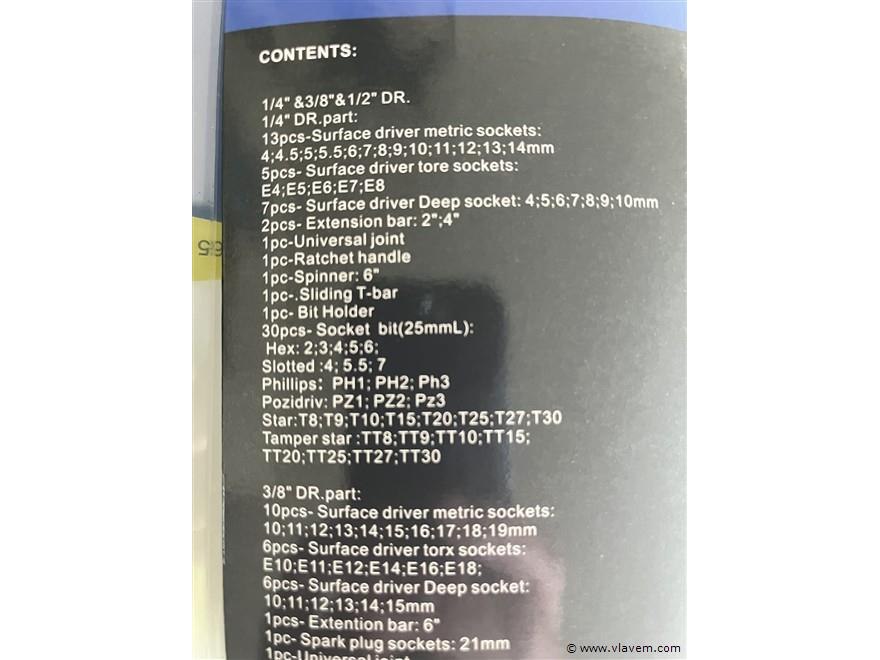 CONTENTS:
1/4" &3/8"&1/2" DR.
1/4" DR.part:
13pcs-Surface driver metric sockets:
4;4.5;5;5.5;6;7;8;9;10;11;12;13;14mm
5pcs- Surface driver tore sockets:
E4;E5;E6;E7;E8
7pcs- Surface driver Deep socket: 4;5;6;7;8;9;10mm
2pcs- Extension bar: 2";4"
1pc-Universal joint
1pc-Ratchet handle
1pc-Spinner: 6"
1pc-.Sliding T-bar
1pc- Bit Holder
30pcs- Socket bit(25mmL):
Hex: 2;3;4;5;6;
Slotted :4; 5.5; 7
Phillips: PH1; PH2; Ph3
Pozidriv: PZ1; PZ2; Pz3
Star:T8;T9;T10;T15;T20;T25;T27;T30
Tamper star :TT8;TT9;TT10;TT15;
TT20;TT25;TT27;TT30
3/8" DR.part:
10pcs- Surface driver metric sockets:
10;11;12;13;14;15;16;17;18;19mm
6pcs- Surface driver torx sockets:
E10;E11;E12;E14;E16;E18;
6pcs- Surface driver Deep socket:
10;11;12;13;14;15mm
1pcs- Extention bar: 6"
1pc- Spark plug sockets: 21mm
1pc-Universal joint
© www.vlavem.com